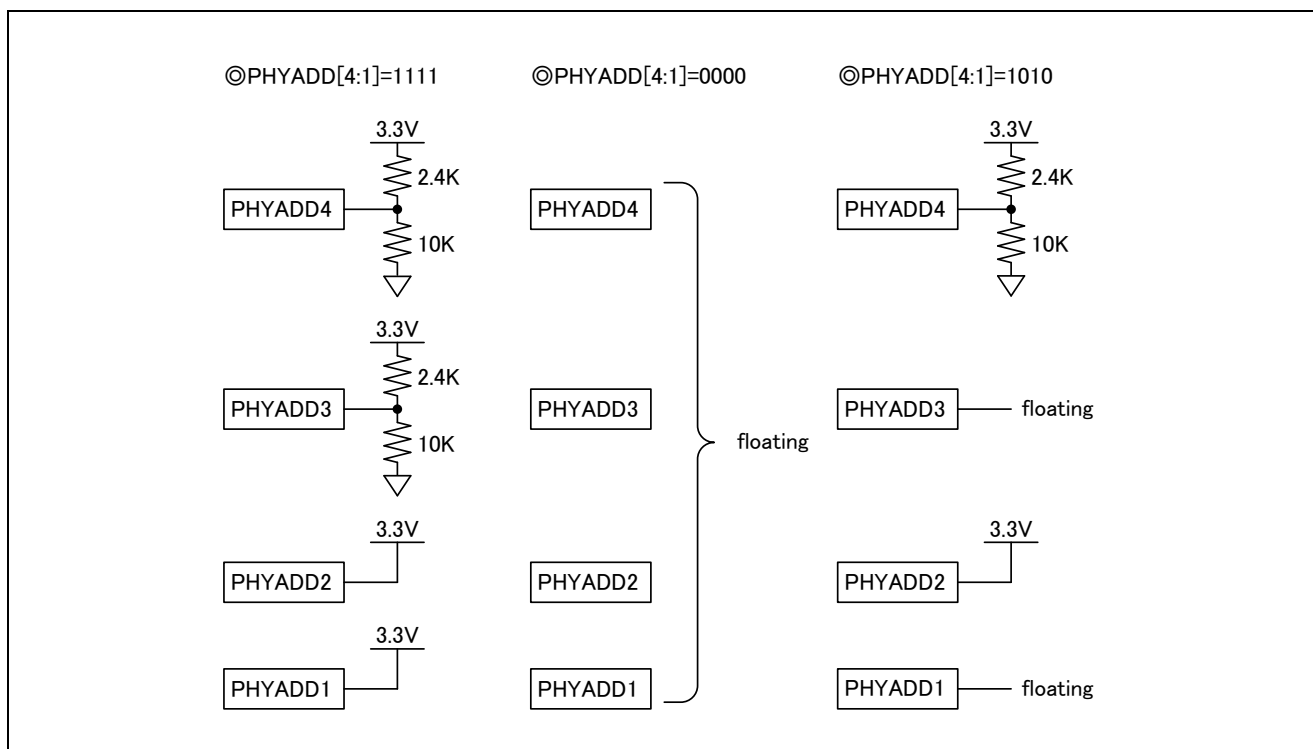 ◎PHYADD[4:1]=1111
3.3V
2.4K
PHYADD4
10K
3.3V
2.4K
PHYADD3
10K
3.3V
PHYADD2
3.3V
PHYADD1
◎PHYADD[4:1]=0000
PHYADD4
PHYADD3
floating
PHYADD2
PHYADD1
◎PHYADD[4:1]=1010
3.3V
2.4K
PHYADD4
10K
PHYADD3
floating
3.3V
PHYADD2
PHYADD1
floating